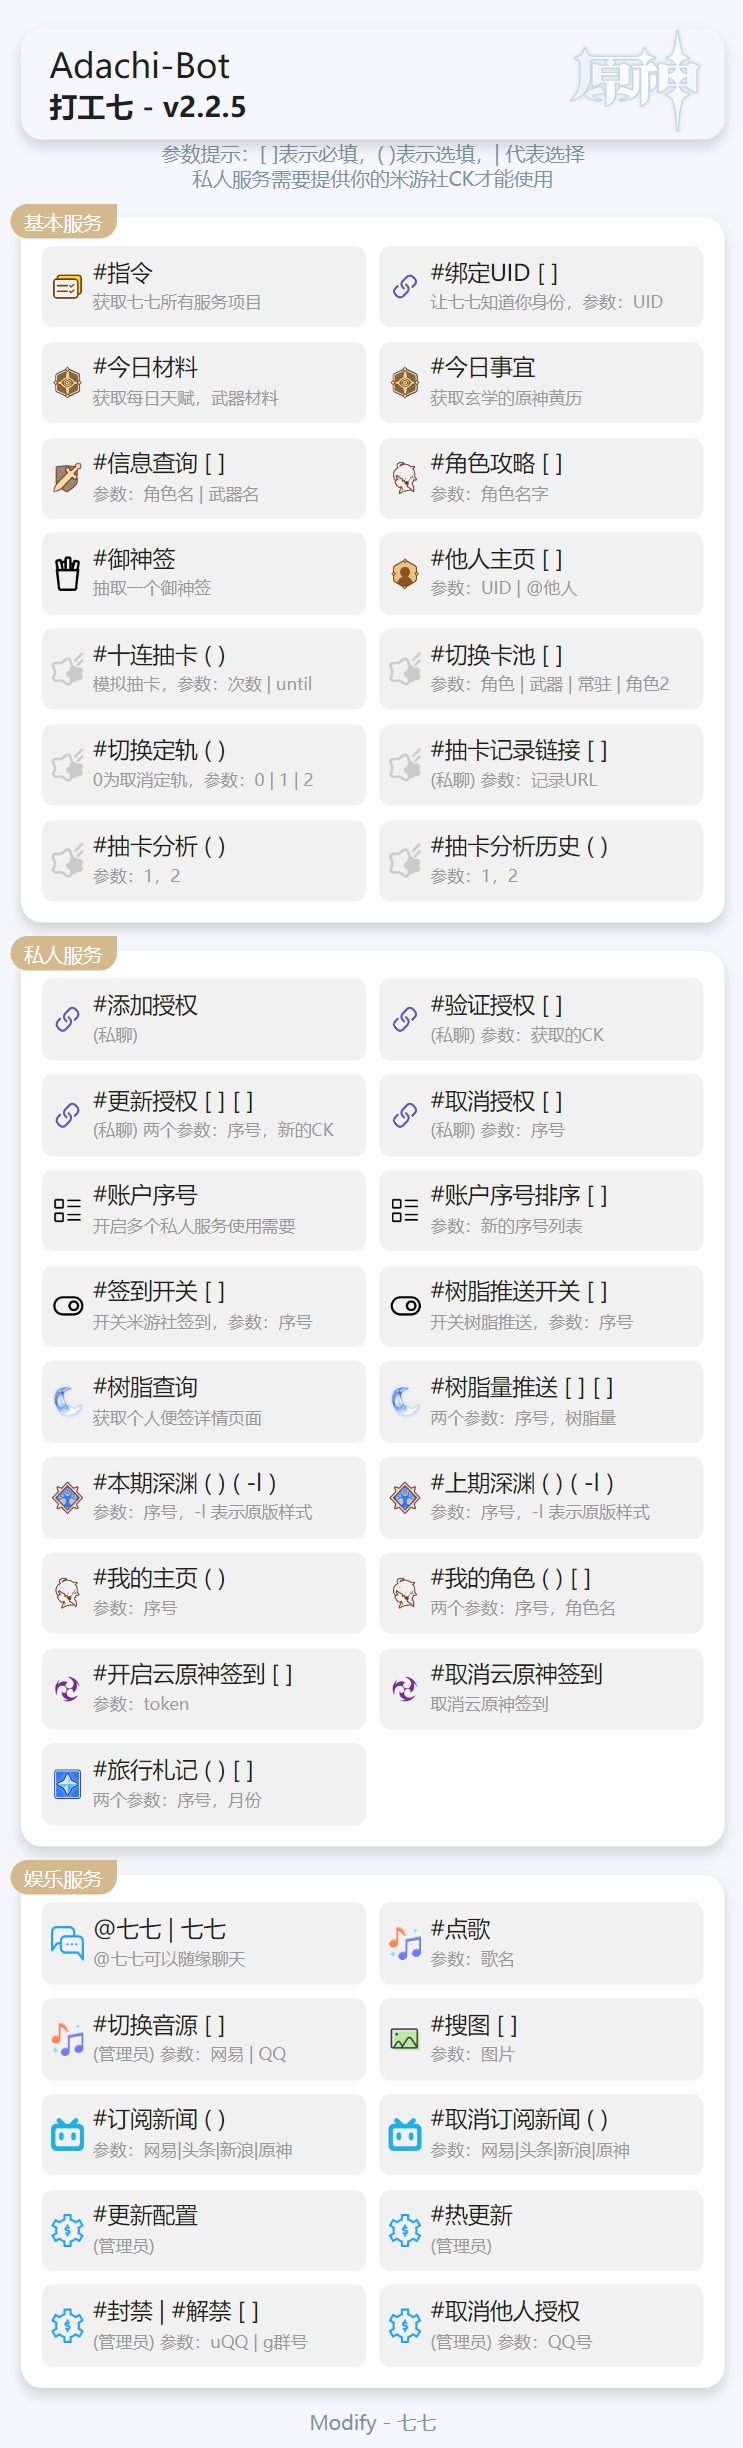 Adachi-Bot
打工七 - v2.2.5
原神
参数提示：[ ]表示必填，( )表示选填，| 代表选择
私人服务需要提供你的米游社CK才能使用
基本服务
#指令
获取七七所有服务项目
#绑定UID [ ]
让七七知道你身份，参数：UID
#今日材料
获取每日天赋，武器材料
#今日事宜
获取玄学的原神黄历
#信息查询 [ ]
参数：角色名 | 武器名
#角色攻略 [ ]
参数：角色名字
#御神签
抽取一个御神签
#他人主页 [ ]
参数：UID | @他人
#十连抽卡 ( )
模拟抽卡，参数：次数 | until
#切换卡池 [ ]
参数：角色 | 武器 | 常驻 | 角色2
#切换定轨 ( )
0为取消定轨，参数：0 | 1 | 2
#抽卡记录链接 [ ]
(私聊) 参数：记录URL
#抽卡分析 ( )
参数：1，2
#抽卡分析历史 ( )
参数：1，2
私人服务
#添加授权
(私聊)
#验证授权 [ ]
(私聊) 参数：获取的CK
#更新授权 [ ] [ ]
(私聊) 两个参数：序号，新的CK
#取消授权 [ ]
(私聊) 参数：序号
#账户序号
开启多个私人服务使用需要
#账户序号排序 [ ]
参数：新的序号列表
#签到开关 [ ]
开关米游社签到，参数：序号
#树脂推送开关 [ ]
开关树脂推送，参数：序号
#树脂查询
获取个人便签详情页面
#树脂量推送 [ ] [ ]
两个参数：序号，树脂量
#本期深渊 ( ) ( -l )
参数：序号，-l 表示原版样式
#上期深渊 ( ) ( -l )
参数：序号，-l 表示原版样式
#我的主页 ( )
参数：序号
#我的角色 ( ) [ ]
两个参数：序号，角色名
#开启云原神签到 [ ]
参数：token
#取消云原神签到
取消云原神签到
#旅行札记 ( ) [ ]
两个参数：序号，月份
娱乐服务
@七七 | 七七
@七七可以随缘聊天
#点歌
参数：歌名
#切换音源 [ ]
(管理员) 参数：网易 | QQ
#搜图 [ ]
参数：图片
#订阅新闻 ( )
参数：网易|头条|新浪|原神
#取消订阅新闻 ( )
参数：网易|头条|新浪|原神
#更新配置
(管理员)
#热更新
(管理员)
#封禁 | #解禁 [ ]
(管理员) 参数：uQQ | g群号
#取消他人授权
(管理员) 参数：QQ号
Modify - 七七